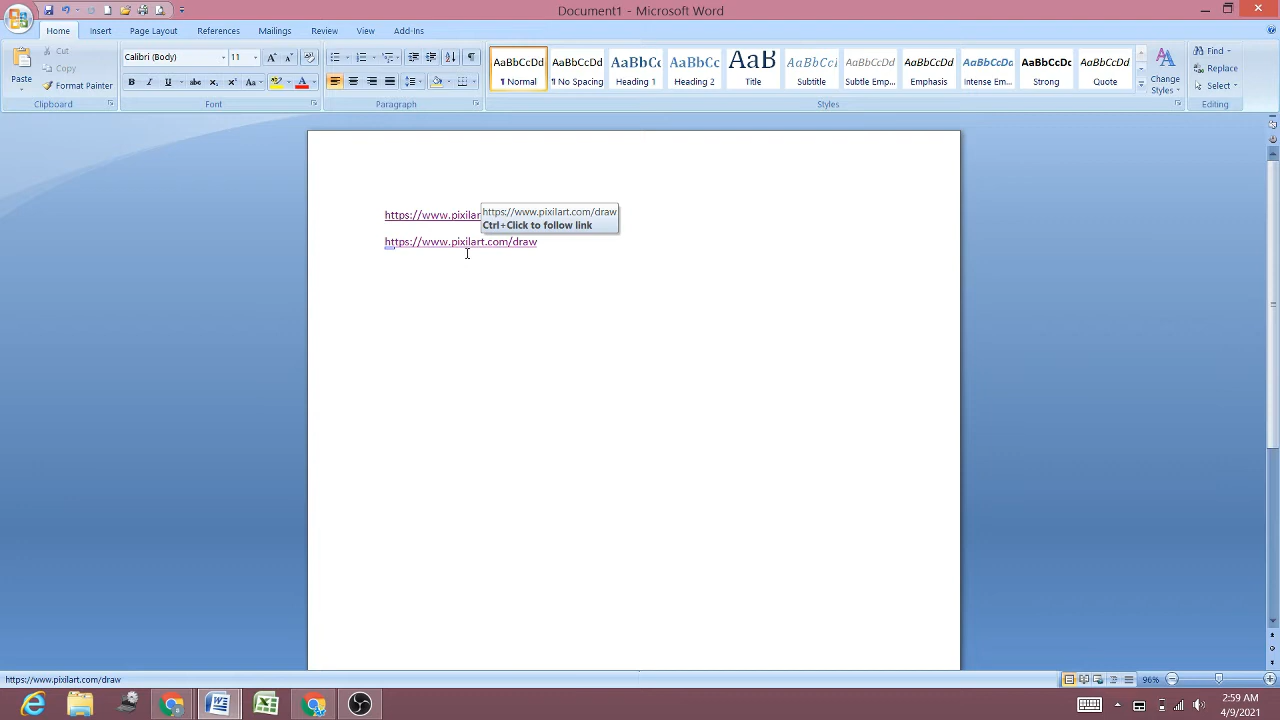 Document1 - Microsoft Word
Home Insert Page Layout References Mailings Review View Add-Ins
Paste
Cut
Copy
Format Painter
Clipboard
Calibri (Body) 11
Font
Paragraph
AaBbCcDd AaBbCcDd AaBbCc AaBbCc AaB AaBbCcL AaBbCcDd AaBbCcDd AaBbCcDd AaBbCcDd AaBbCcDd
¶ Normal ¶ No Spacing Heading 1 Heading 2 Title Subtitle Subtle Emp... Emphasis Intense Em... Strong Quote
Styles
Change Styles
Find
Replace
Select
Editing
https://www.pixilar
https://www.pixilart.com/draw
Ctrl+Click to follow link
https://www.pixilart.com/draw
https://www.pixilart.com/draw
96%
2:59 AM
4/9/2021